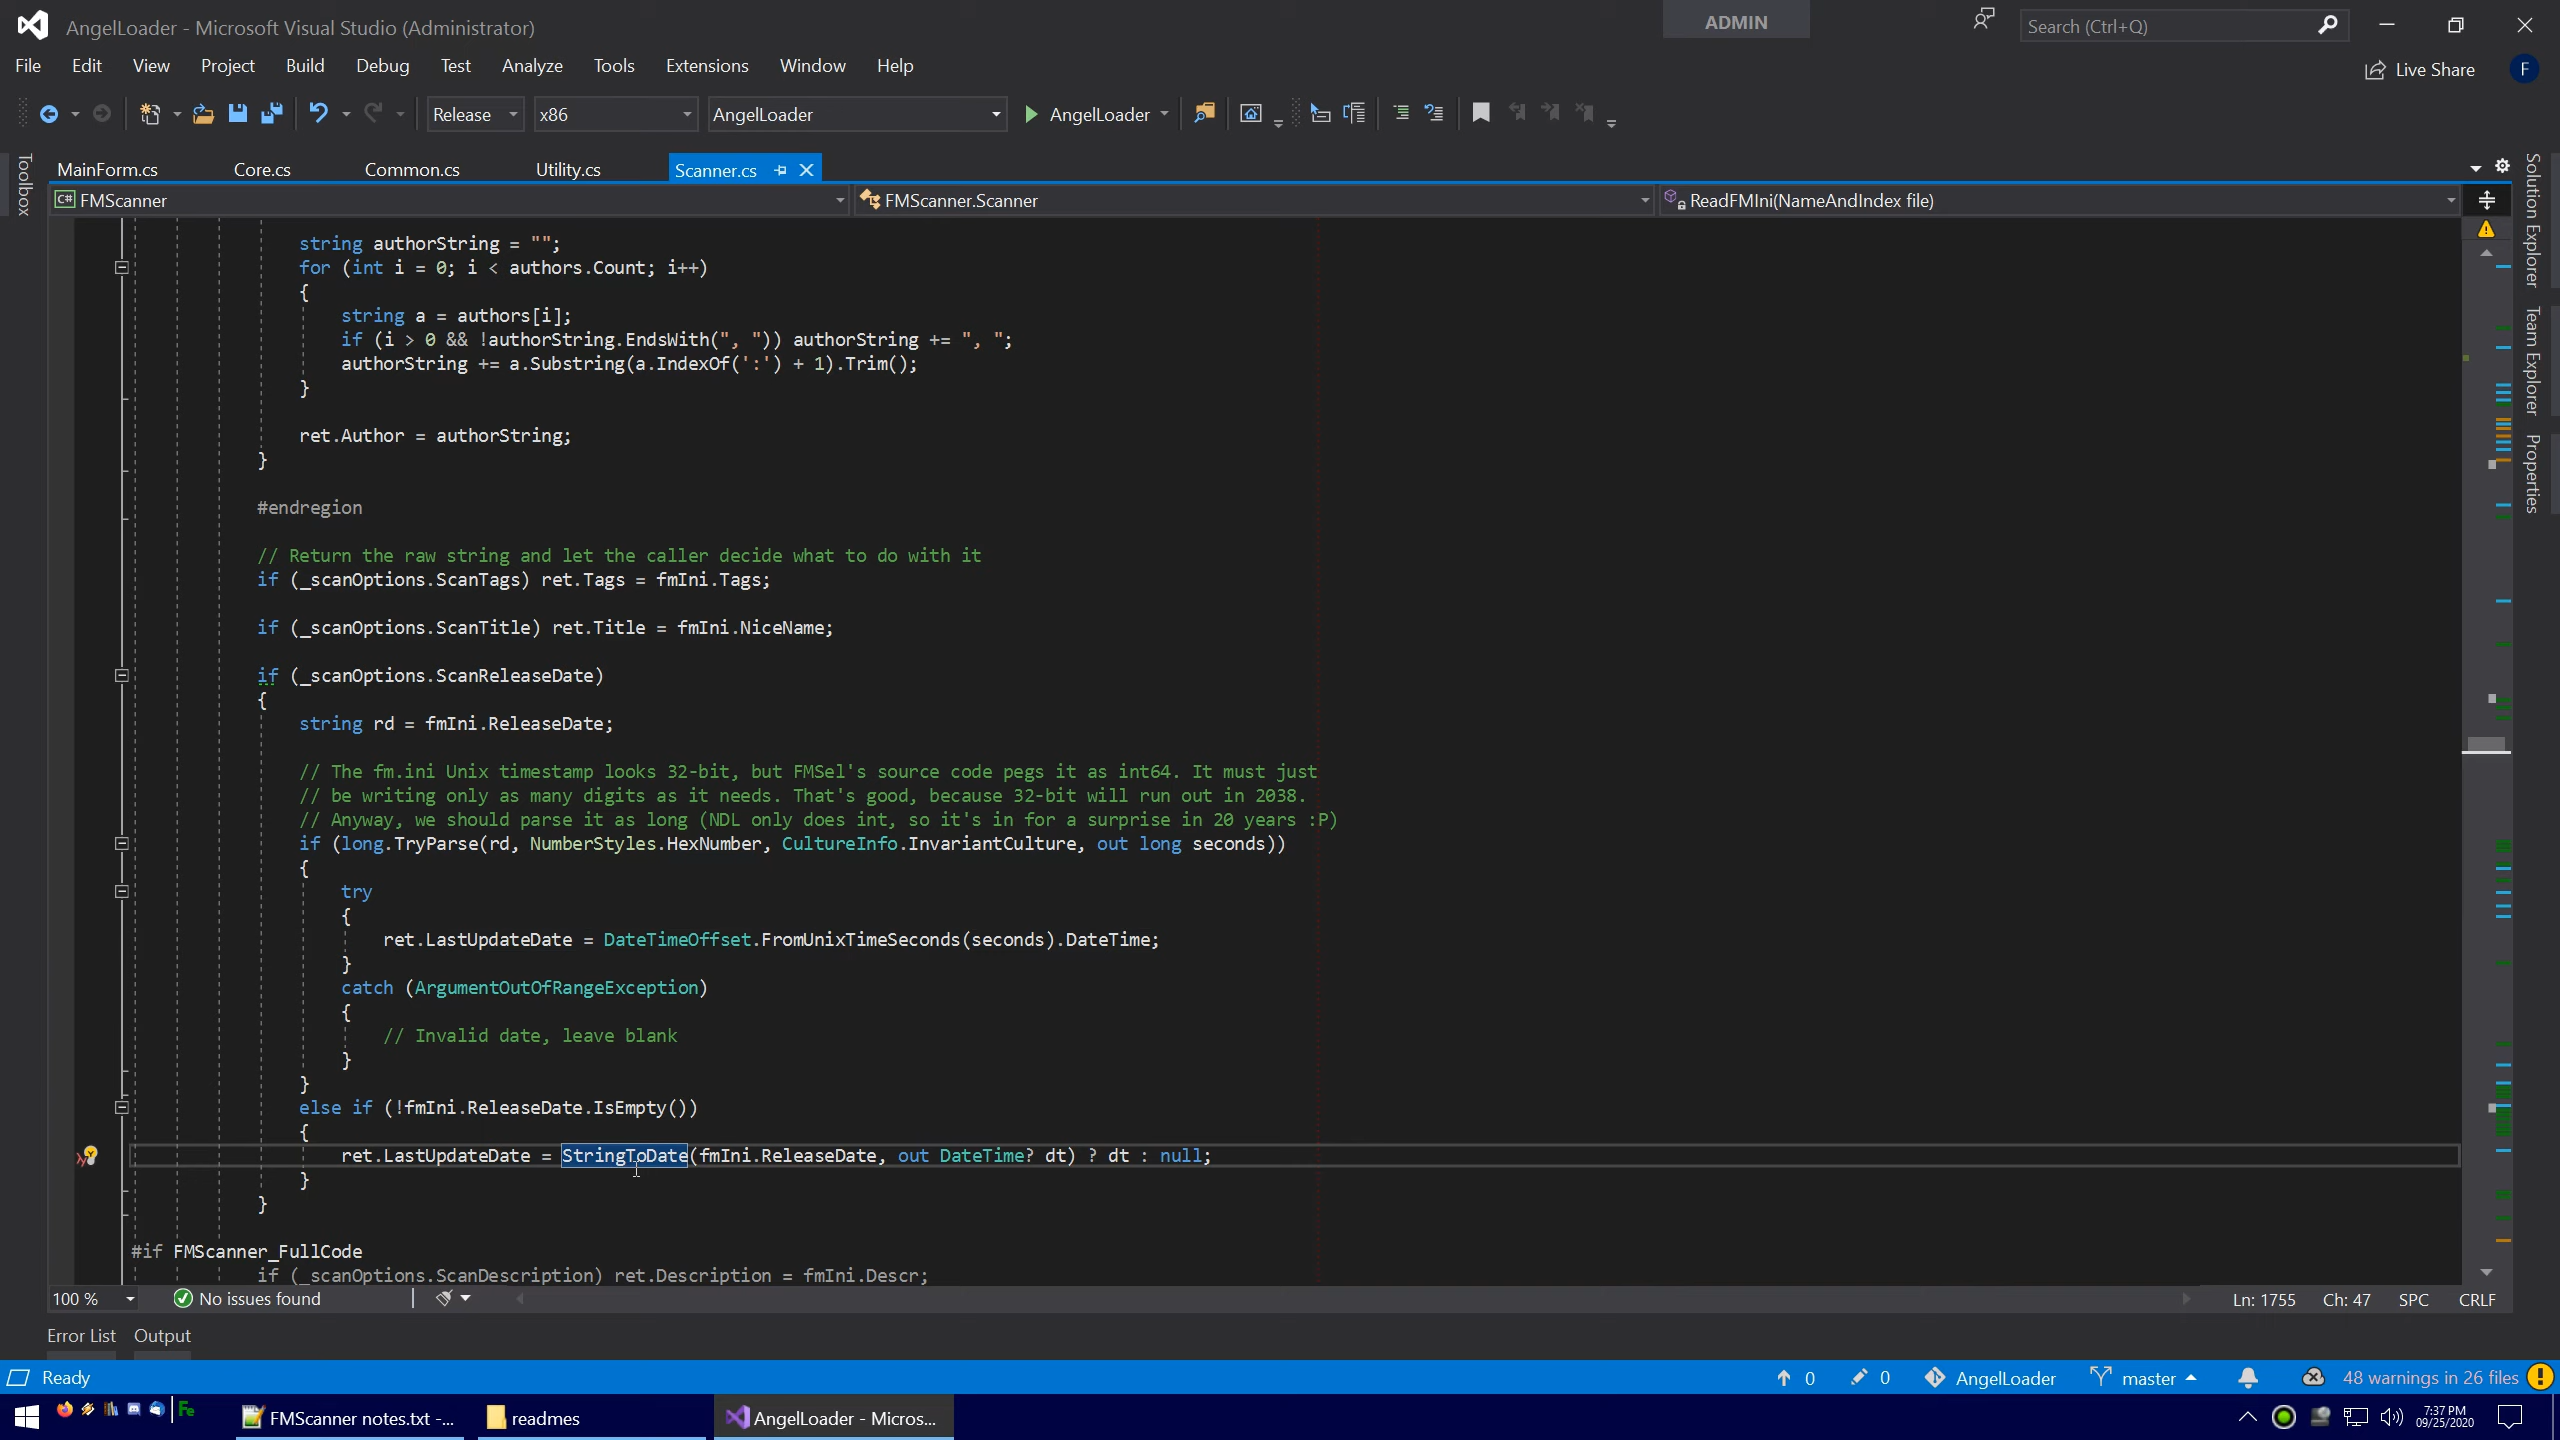 AngelLoader - Microsoft Visual Studio (Administrator)
ADMIN
Search (Ctrl+Q)
File Edit View Project Build Debug Test Analyze Tools Extensions Window Help
Live Share
F
Release
x86
AngelLoader
AngelLoader
Toolbox
MainForm.cs Core.cs Common.cs Utility.cs Scanner.cs
C# FMScanner
FMScanner.Scanner
ReadFMIni(NameAndIndex file)
Solution Explorer
Team Explorer
Properties
string authorString = "";
for (int i = 0; i < authors.Count; i++)
{
string a = authors[i];
if (i > 0 && !authorString.EndsWith(", ")) authorString += ", ";
authorString += a.Substring(a.IndexOf(':') + 1).Trim();
}
ret.Author = authorString;
}
#endregion
// Return the raw string and let the caller decide what to do with it
if (_scanOptions.ScanTags) ret.Tags = fmIni.Tags;
if (_scanOptions.ScanTitle) ret.Title = fmIni.NiceName;
if (_scanOptions.ScanReleaseDate)
{
string rd = fmIni.ReleaseDate;
// The fm.ini Unix timestamp looks 32-bit, but FMSel's source code pegs it as int64. It must just
// be writing only as many digits as it needs. That's good, because 32-bit will run out in 2038.
// Anyway, we should parse it as long (NDL only does int, so it's in for a surprise in 20 years :P)
if (long.TryParse(rd, NumberStyles.HexNumber, CultureInfo.InvariantCulture, out long seconds))
{
try
{
ret.LastUpdateDate = DateTimeOffset.FromUnixTimeSeconds(seconds).DateTime;
}
catch (ArgumentOutOfRangeException)
{
// Invalid date, leave blank
}
}
else if (!fmIni.ReleaseDate.IsEmpty())
{
ret.LastUpdateDate = StringToDate(fmIni.ReleaseDate, out DateTime? dt) ? dt : null;
}
}
#if FMScanner_FullCode
if (_scanOptions.ScanDescription) ret.Description = fmIni.Descr;
100 %
No issues found
Ln: 1755 Ch: 47 SPC CRLF
Error List Output
Ready
0 0 AngelLoader master 48 warnings in 26 files
Fe
FMScanner notes.txt -...
readmes
AngelLoader - Micros...
7:37 PM
09/25/2020